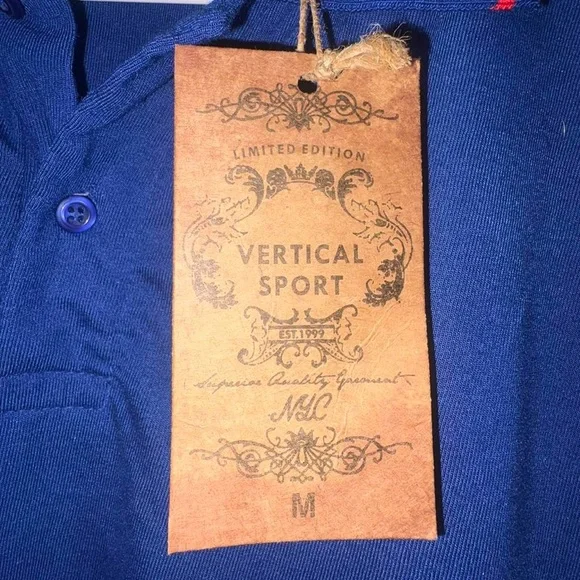 LIMITED EDITION
VERTICAL
SPORT
EST. 1999
Superior Quality Garment
NYC
M